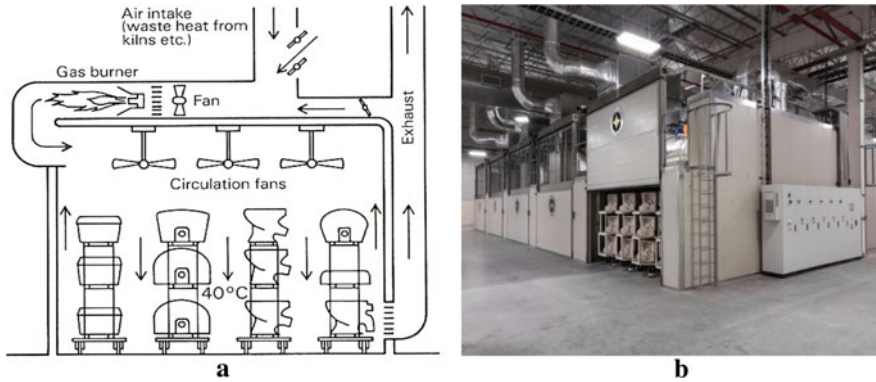 Air intake
(waste heat from
kilns etc.)
Gas burner
Fan
Exhaust
Circulation fans
40°C
a
b